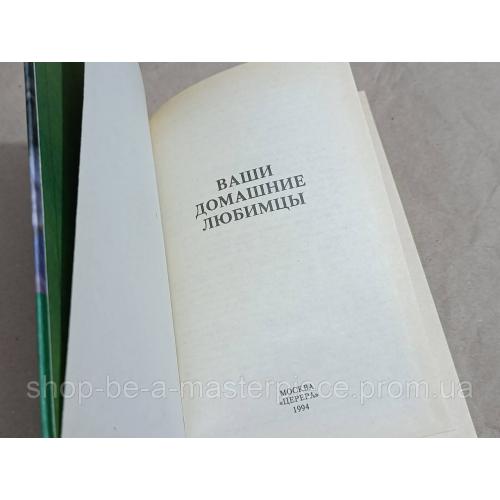 ВАШИ
ДОМАШНИЕ
ЛЮБИМЦЫ
МОСКВА
«ЦЕРЕРА»
1994
shop-be-a-masterpiece.prom.ua